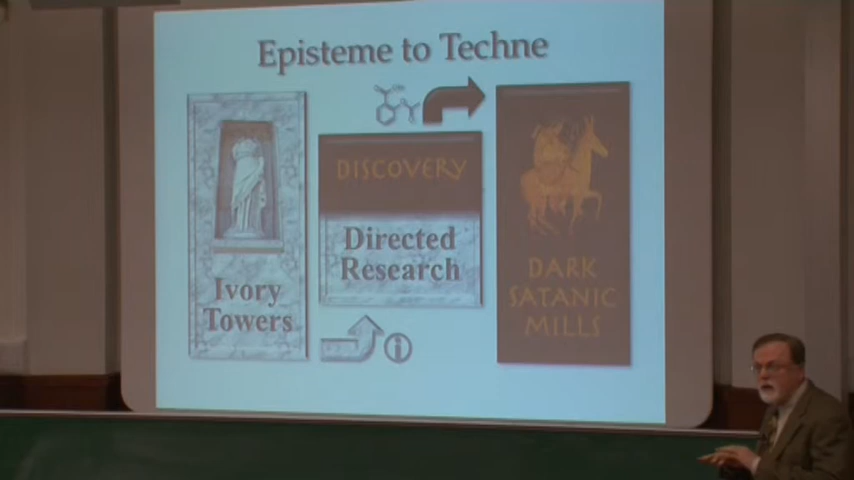 Episteme to Techne
Ivory
Towers
DISCOVERY
Directed
Research
i
DARK
SATANIC
MILLS